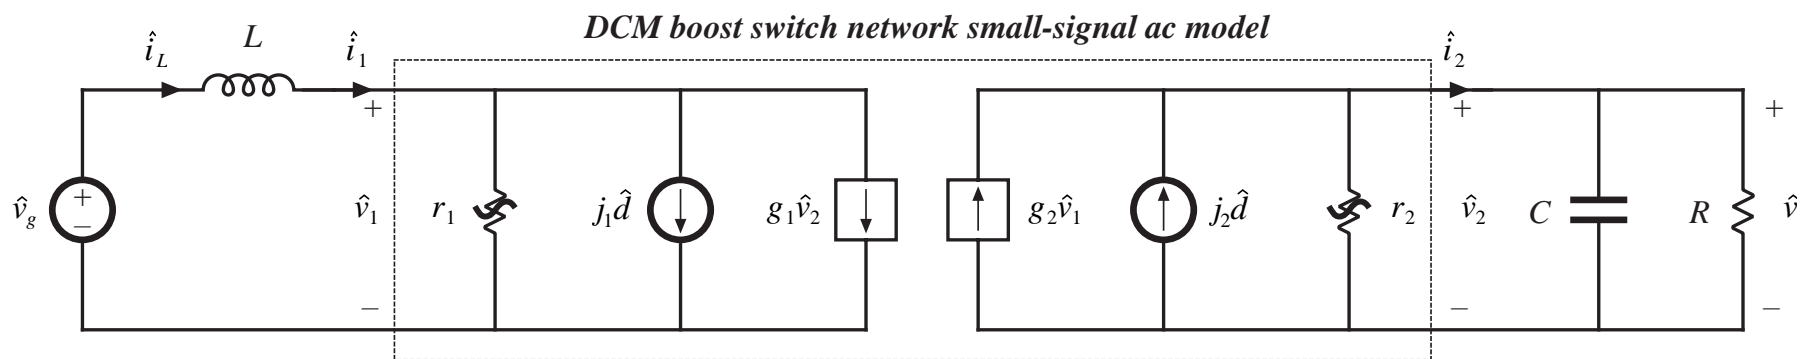 DCM boost switch network small-signal ac model
î_L L î_1 î_2
+ + +
v̂_g + − v̂_1 r_1 j_1d̂ g_1v̂_2 g_2v̂_1 j_2d̂ r_2 v̂_2 C R v̂
− − −